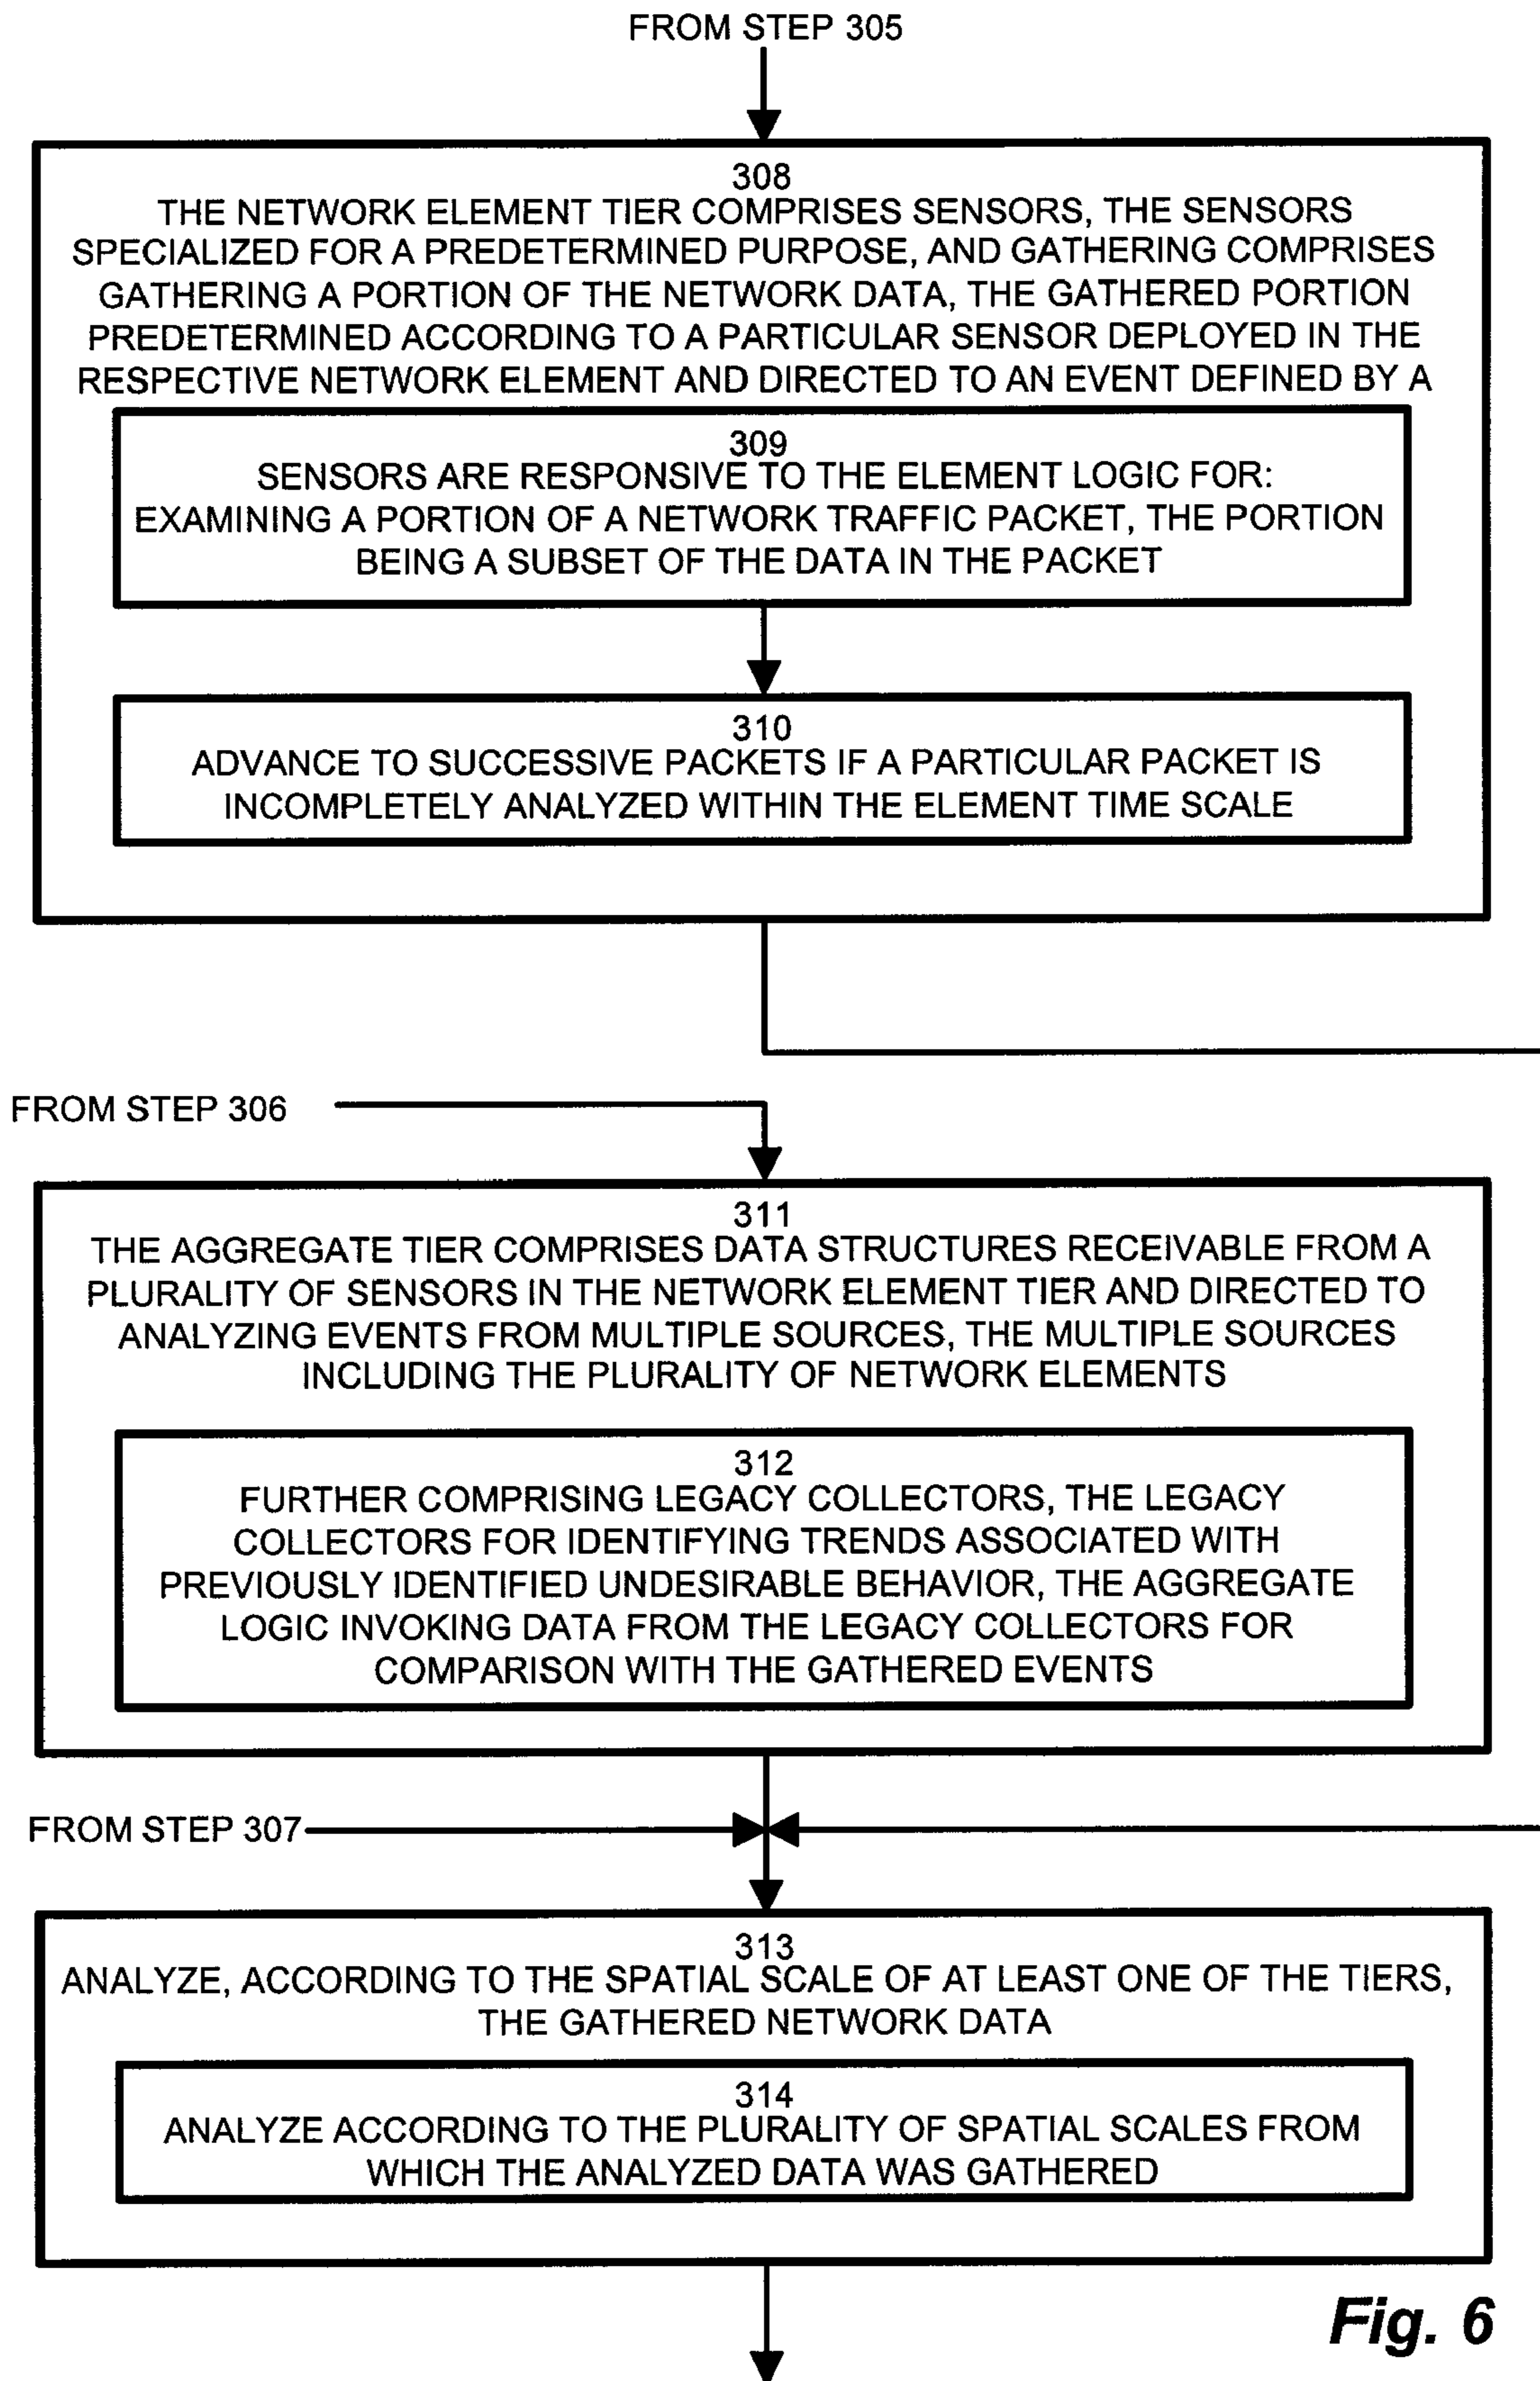 FROM STEP 305
308
THE NETWORK ELEMENT TIER COMPRISES SENSORS, THE SENSORS
SPECIALIZED FOR A PREDETERMINED PURPOSE, AND GATHERING COMPRISES
GATHERING A PORTION OF THE NETWORK DATA, THE GATHERED PORTION
PREDETERMINED ACCORDING TO A PARTICULAR SENSOR DEPLOYED IN THE
RESPECTIVE NETWORK ELEMENT AND DIRECTED TO AN EVENT DEFINED BY A
309
SENSORS ARE RESPONSIVE TO THE ELEMENT LOGIC FOR:
EXAMINING A PORTION OF A NETWORK TRAFFIC PACKET, THE PORTION
BEING A SUBSET OF THE DATA IN THE PACKET
310
ADVANCE TO SUCCESSIVE PACKETS IF A PARTICULAR PACKET IS
INCOMPLETELY ANALYZED WITHIN THE ELEMENT TIME SCALE
FROM STEP 306
311
THE AGGREGATE TIER COMPRISES DATA STRUCTURES RECEIVABLE FROM A
PLURALITY OF SENSORS IN THE NETWORK ELEMENT TIER AND DIRECTED TO
ANALYZING EVENTS FROM MULTIPLE SOURCES, THE MULTIPLE SOURCES
INCLUDING THE PLURALITY OF NETWORK ELEMENTS
312
FURTHER COMPRISING LEGACY COLLECTORS, THE LEGACY
COLLECTORS FOR IDENTIFYING TRENDS ASSOCIATED WITH
PREVIOUSLY IDENTIFIED UNDESIRABLE BEHAVIOR, THE AGGREGATE
LOGIC INVOKING DATA FROM THE LEGACY COLLECTORS FOR
COMPARISON WITH THE GATHERED EVENTS
FROM STEP 307
313
ANALYZE, ACCORDING TO THE SPATIAL SCALE OF AT LEAST ONE OF THE TIERS,
THE GATHERED NETWORK DATA
314
ANALYZE ACCORDING TO THE PLURALITY OF SPATIAL SCALES FROM
WHICH THE ANALYZED DATA WAS GATHERED
Fig. 6